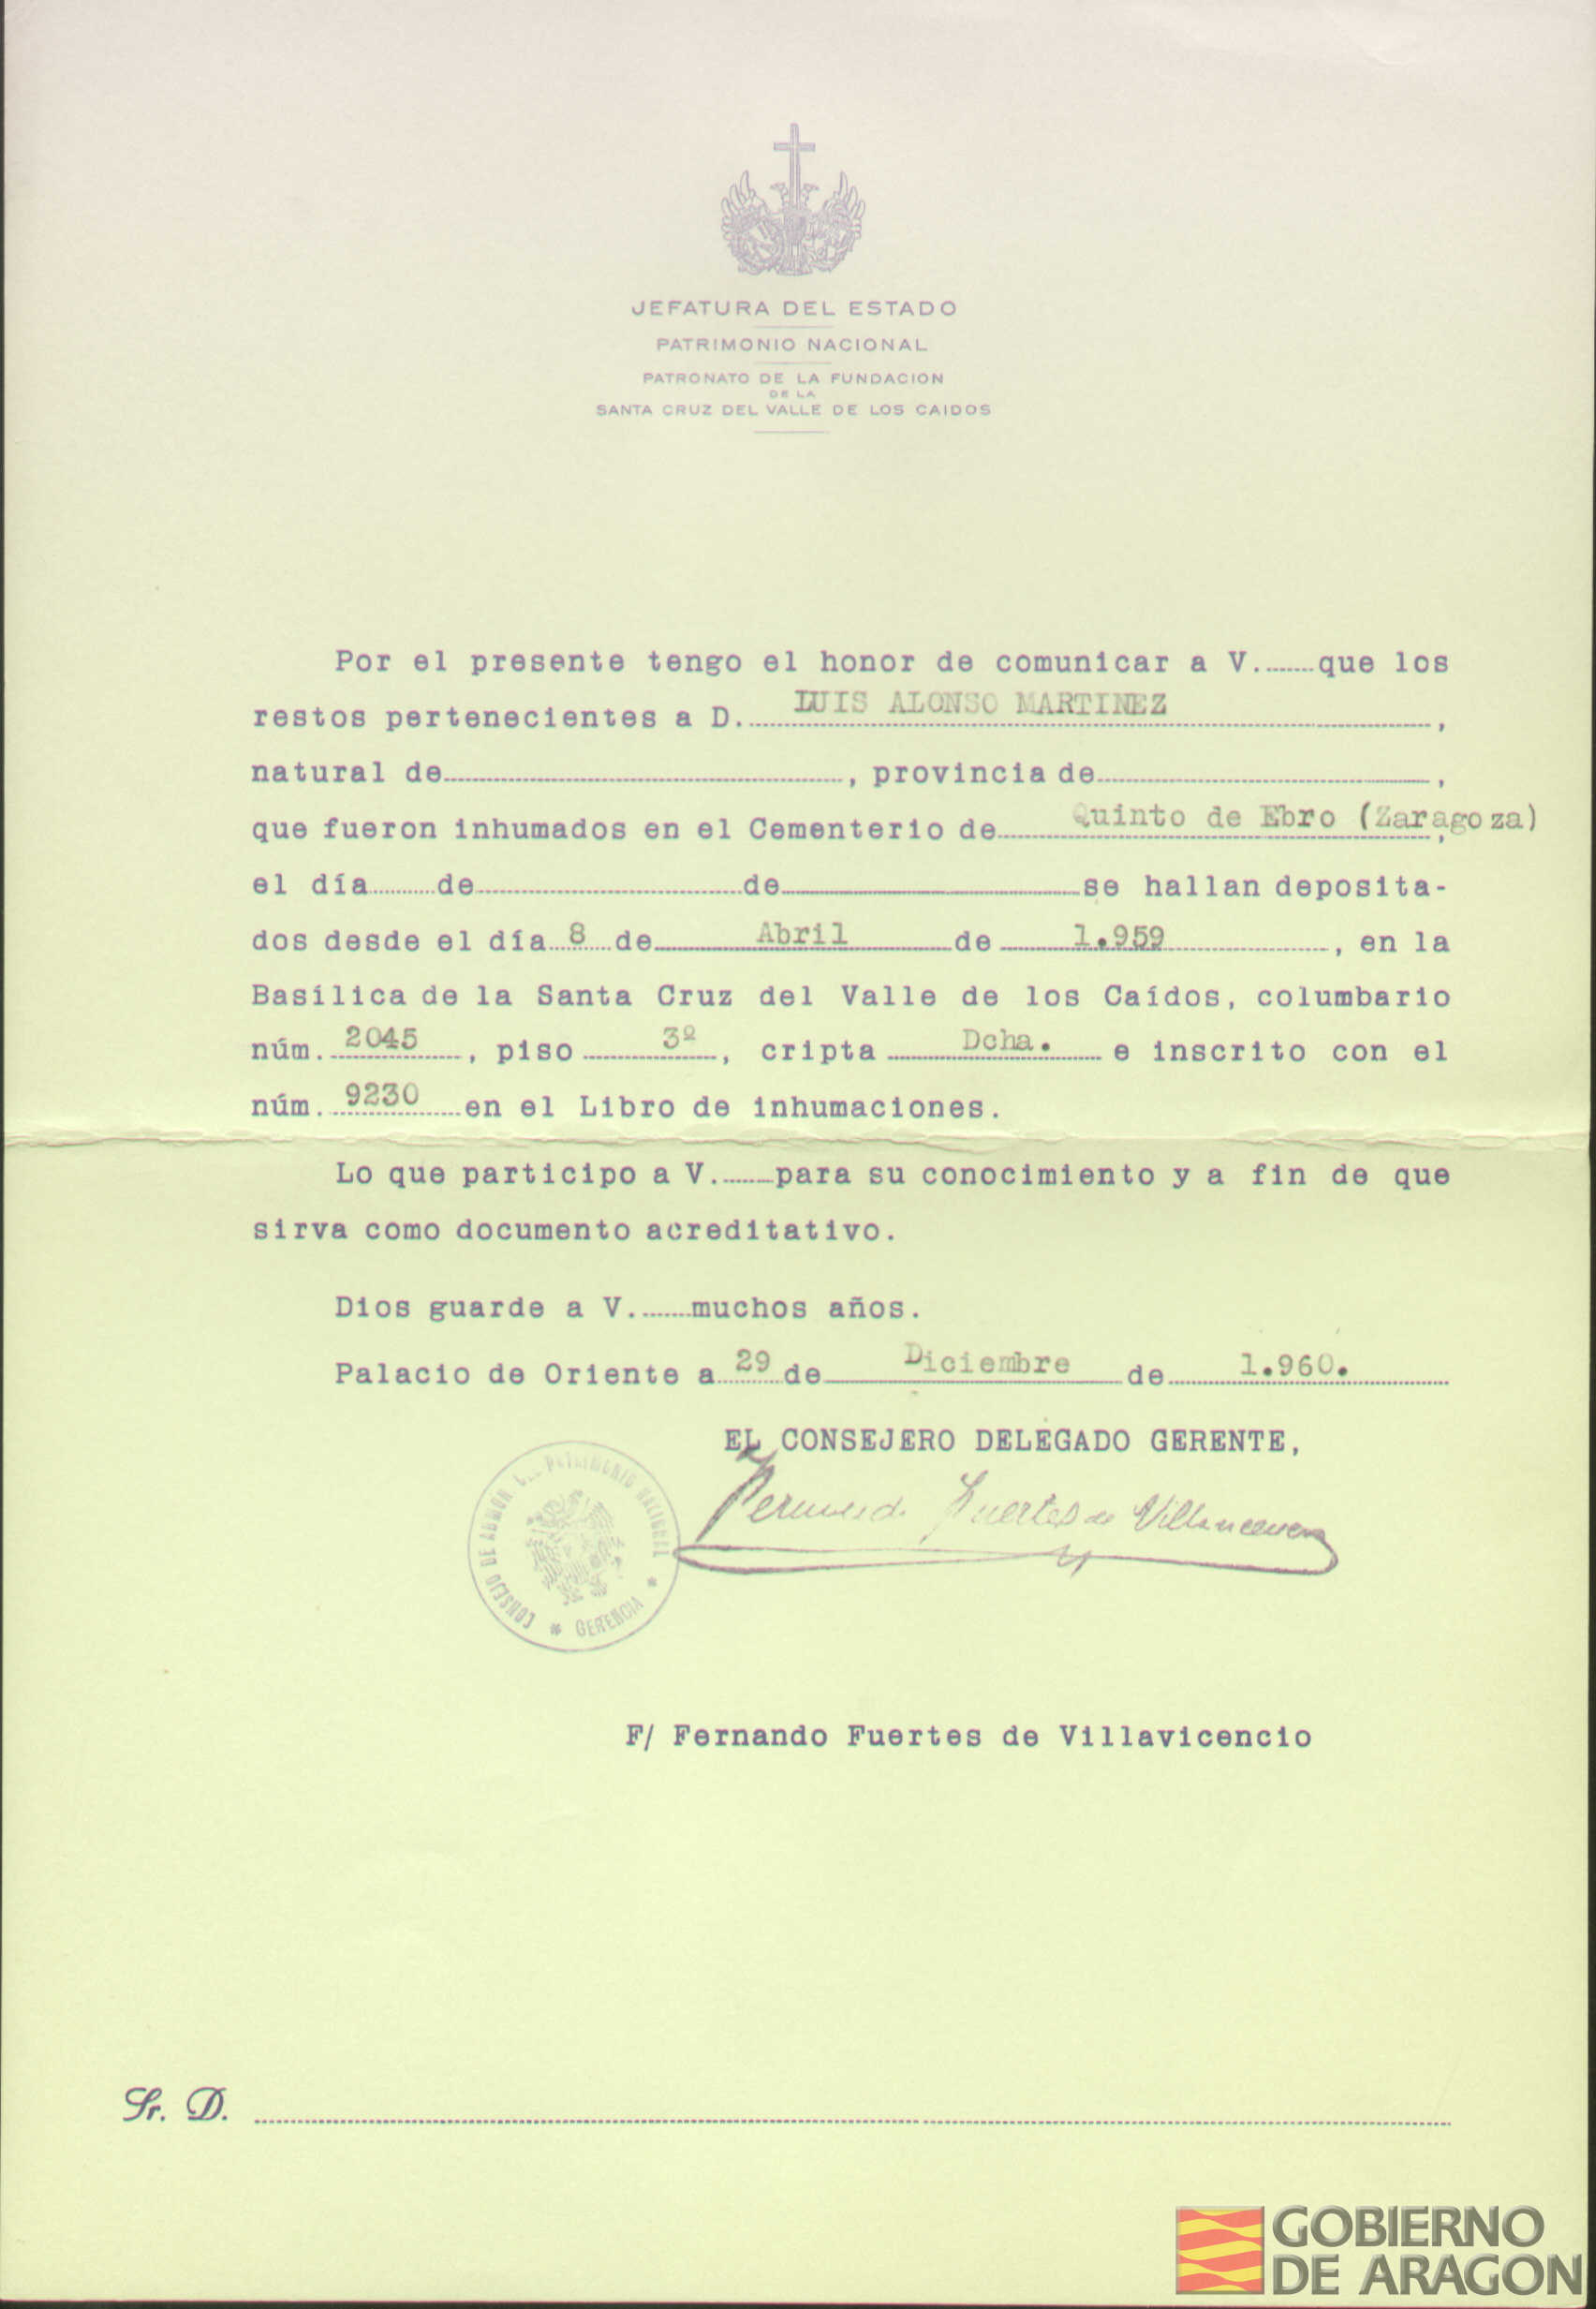 JEFATURA DEL ESTADO
PATRIMONIO NACIONAL
PATRONATO DE LA FUNDACION
DE LA
SANTA CRUZ DEL VALLE DE LOS CAIDOS
Por el presente tengo el honor de comunicar a V.........que los
restos pertenecientes a D. LUIS ALONSO MARTINEZ,
natural de........, provincia de........,
que fueron inhumados en el Cementerio de Quinto de Ebro (Zaragoza),
el día........de........de........se hallan deposita-
dos desde el día 8 de Abril de 1.959, en la
Basílica de la Santa Cruz del Valle de los Caídos, columbario
núm. 2045, piso 3º, cripta Dcha. e inscrito con el
núm. 9230 en el Libro de inhumaciones.
Lo que participo a V.........para su conocimiento y a fin de que
sirva como documento acreditativo.
Dios guarde a V.........muchos años.
Palacio de Oriente a 29 de Diciembre de 1.960.
EL CONSEJERO DELEGADO GERENTE,
CONSEJO DE ADMON DEL PATRIMONIO NACIONAL
* GERENCIA *
Fernando Fuertes de Villavicencio
F/ Fernando Fuertes de Villavicencio
Sr. D. ........
GOBIERNO
DE ARAGON